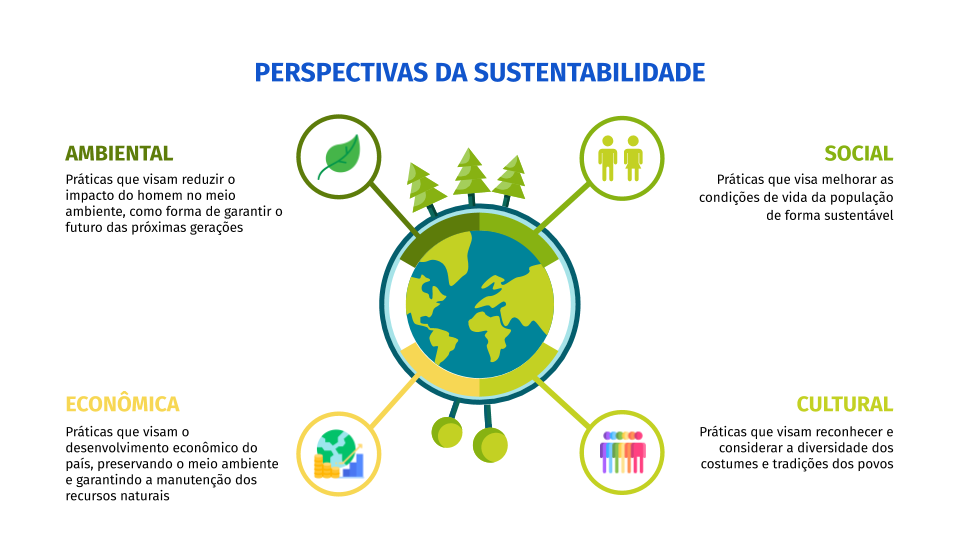 PERSPECTIVAS DA SUSTENTABILIDADE
AMBIENTAL
Práticas que visam reduzir o
impacto do homem no meio
ambiente, como forma de garantir o
futuro das próximas gerações
SOCIAL
Práticas que visa melhorar as
condições de vida da população
de forma sustentável
ECONÔMICA
Práticas que visam o
desenvolvimento econômico do
país, preservando o meio ambiente
e garantindo a manutenção dos
recursos naturais
CULTURAL
Práticas que visam reconhecer e
considerar a diversidade dos
costumes e tradições dos povos